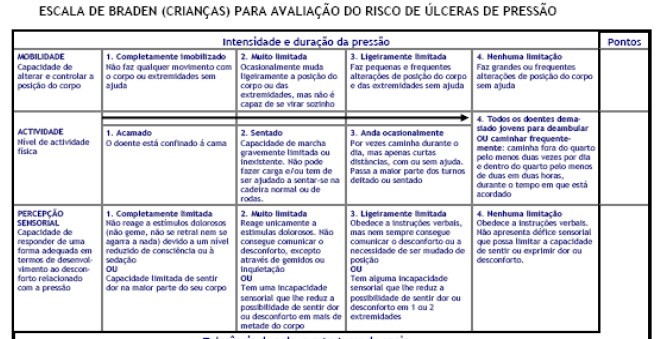 ESCALA DE BRADEN (CRIANÇAS) PARA AVALIAÇÃO DO RISCO DE ÚLCERAS DE PRESSÃO
Intensidade e duração da pressão
Pontos
MOBILIDADE
Capacidade de
alterar e controlar a
posição do corpo
1. Completamente imobilizado
Não faz qualquer movimento com
o corpo ou extremidades sem
ajuda
2. Muito limitada
Ocasionalmente muda
ligeiramente a posição do
corpo ou das
extremidades, mas não é
capaz de se virar sozinho
3. Ligeiramente limitada
Faz pequenas e frequentes
alterações de posição do corpo
e das extremidades sem ajuda
4. Nenhuma limitação
Faz grandes ou frequentes
alterações de posição do corpo
sem ajuda
ACTIVIDADE
Nível de actividade
física
1. Acamado
O doente está confinado á cama
2. Sentado
Capacidade de marcha
gravemente limitada ou
inexistente. Não pode
fazer carga e/ou tem de
ser ajudado a sentar-se na
cadeira normal ou de
rodas.
3. Anda ocasionalmente
Por vezes caminha durante o
dia, mas apenas curtas
distâncias, com ou sem ajuda.
Passa a maior parte dos turnos
deitado ou sentado
4. Todos os doentes dema-
siado jovens para deambular
OU caminhar frequente-
mente: caminha fora do quarto
pelo menos duas vezes por dia
e dentro do quarto pelo menos
de duas em duas horas,
durante o tempo em que está
acordado
PERCEPÇÃO
SENSORIAL
Capacidade de
responder de uma
forma adequada em
termos de desenvol-
vimento ao descon-
forto relacionado
com a pressão
1. Completamente limitada
Não reage a estímulos dolorosos
(não geme, não se retrai nem se
agarra a nada) devido a um nível
reduzido de consciência ou à
sedação
OU
Capacidade limitada de sentir
dor na maior parte do seu corpo
2. Muito limitada
Reage unicamente a
estímulos dolorosos. Não
consegue comunicar o
desconforto, excepto
através de gemidos ou
inquietação
OU
Tem uma incapacidade
sensorial que lhe reduz a
possibilidade de sentir dor
ou desconforto em mais de
metade do corpo
3. Ligeiramente limitada
Obedece a instruções verbais,
mas nem sempre consegue
comunicar o desconforto ou a
necessidade de ser mudado de
posição
OU
Tem alguma incapacidade
sensorial que lhe reduz a
possibilidade de sentir dor ou
desconforto em 1 ou 2
extremidades
4. Nenhuma limitação
Obedece a instruções verbais.
Não apresenta défice sensorial
que possa limitar a capacidade
de sentir ou exprimir dor ou
desconforto.